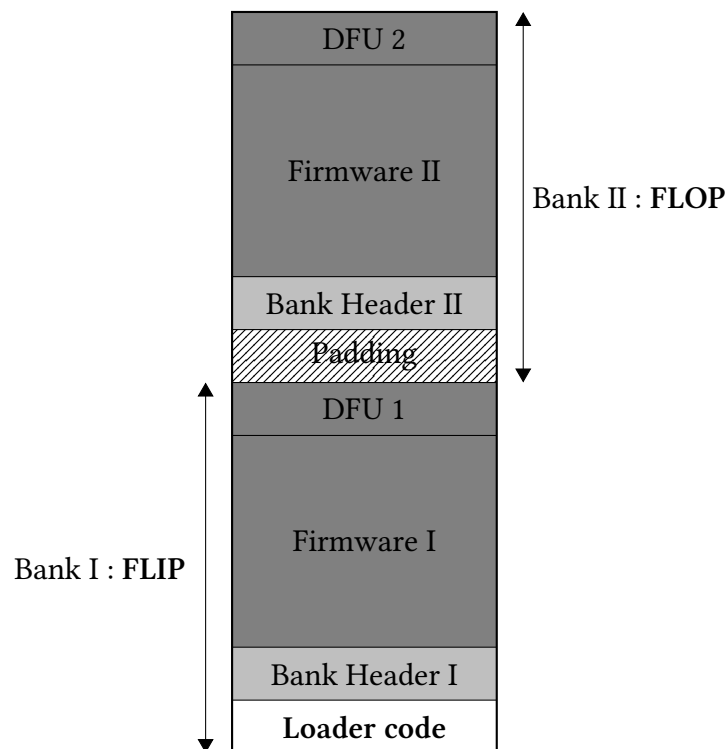 DFU 2
Firmware II
Bank II : FLOP
Bank Header II
Padding
DFU 1
Firmware I
Bank I : FLIP
Bank Header I
Loader code